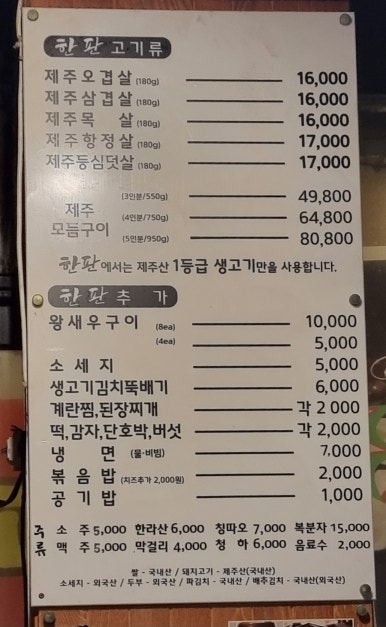 한판고기류
제주오겹살 (180g) 16,000
제주삼겹살 (180g) 16,000
제주목 살 (180g) 16,000
제주항정살 (180g) 17,000
제주등심덧살 (180g) 17,000
(3인분/550g) 49,800
제주 모듬구이 (4인분/750g) 64,800
(5인분/950g) 80,800
한판에서는 제주산 1등급 생고기만을 사용합니다.
한판추 가
왕새우구이 (8ea) 10,000
(4ea) 5,000
소세지 5,000
생고기김치뚝배기 6,000
계란찜,된장찌개 각 2 000
떡,감자,단호박,버섯 각 2,000
냉 면 (물·비빔) 7,000
볶음밥 (치즈추가 2,000원) 2,000
공기밥 1,000
주 소 주 5,000 한라산 6,000 칭따오 7,000 복분자 15,000
류 맥 주 5,000 막걸리 4,000 청 하 6,000 음료수 2,000
쌀 - 국내산 / 돼지고기 - 제주산(국내산)
소세지 - 외국산 / 두부 - 외국산 / 파김치 - 국내산 / 배추김치 - 국내산(외국산)